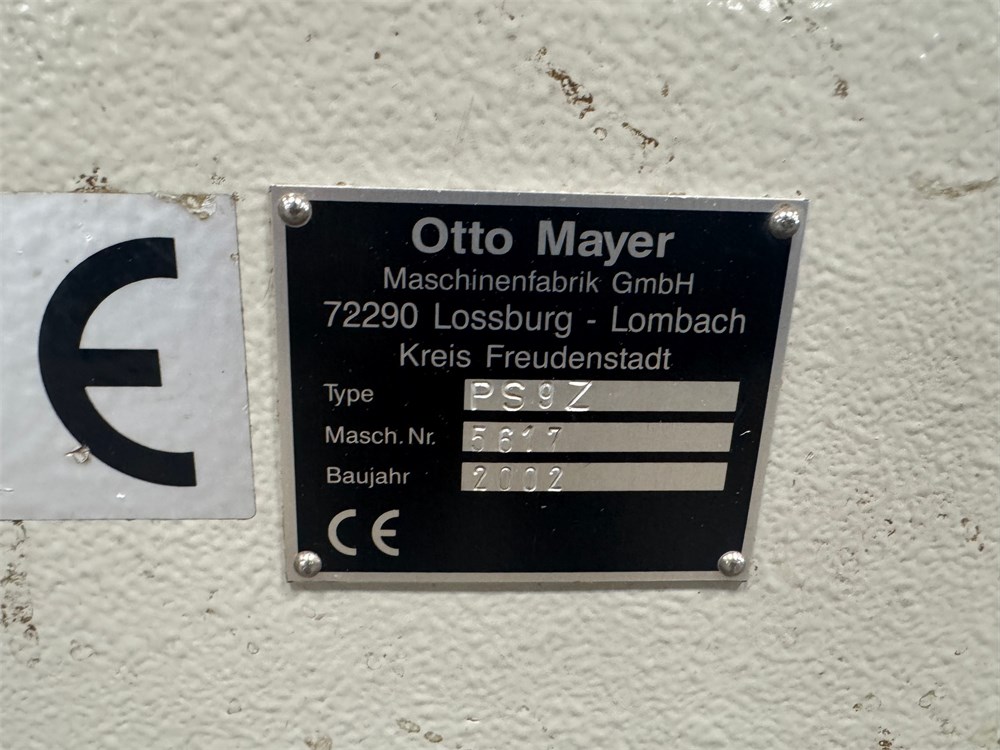 Otto Mayer
Maschinenfabrik GmbH
72290 Lossburg - Lombach
Kreis Freudenstadt
Type PS9Z
Masch.Nr. 5617
Baujahr 2002
CE
E